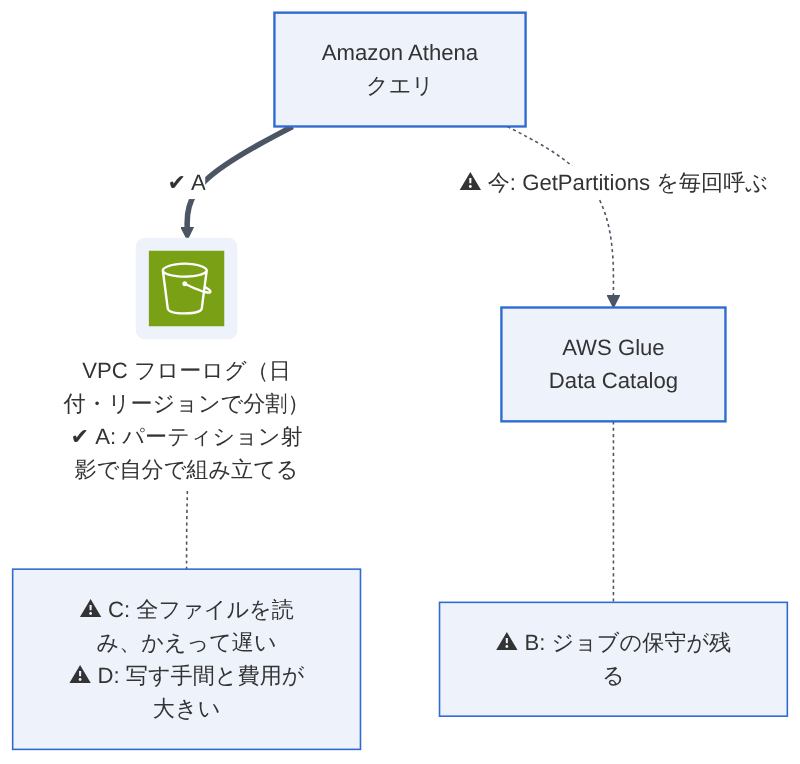 Amazon Athena
クエリ
✔ A
⚠ 今: GetPartitions を毎回呼ぶ
VPC フローログ（日
付・リージョンで分割）
✔ A: パーティション射
影で自分で組み立てる
AWS Glue
Data Catalog
⚠ C: 全ファイルを読
み、かえって遅い
⚠ D: 写す手間と費用が
大きい
⚠ B: ジョブの保守が残
る